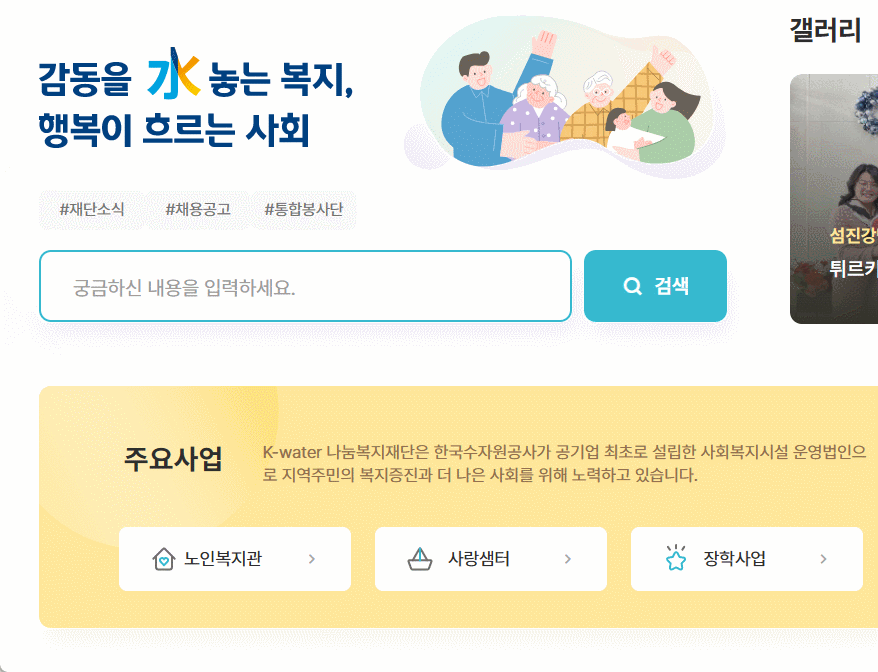 감동을 水 놓는 복지,
행복이 흐르는 사회
#재단소식 #채용공고 #통합봉사단
궁금하신 내용을 입력하세요.
검색
갤러리
섬진강
튀르키
주요사업
K-water 나눔복지재단은 한국수자원공사가 공기업 최초로 설립한 사회복지시설 운영법인으
로 지역주민의 복지증진과 더 나은 사회를 위해 노력하고 있습니다.
노인복지관
사랑샘터
장학사업